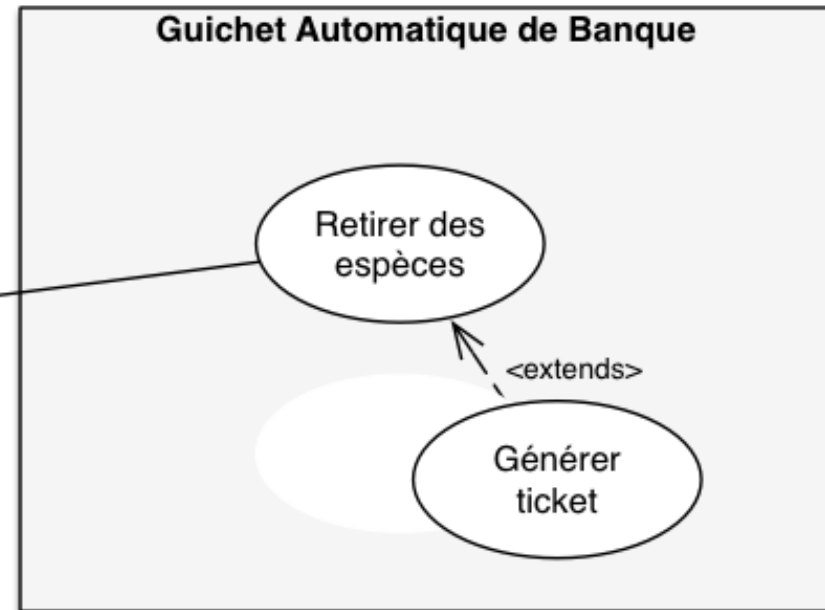 Guichet Automatique de Banque
Retirer des
espèces
<extends>
Générer
ticket